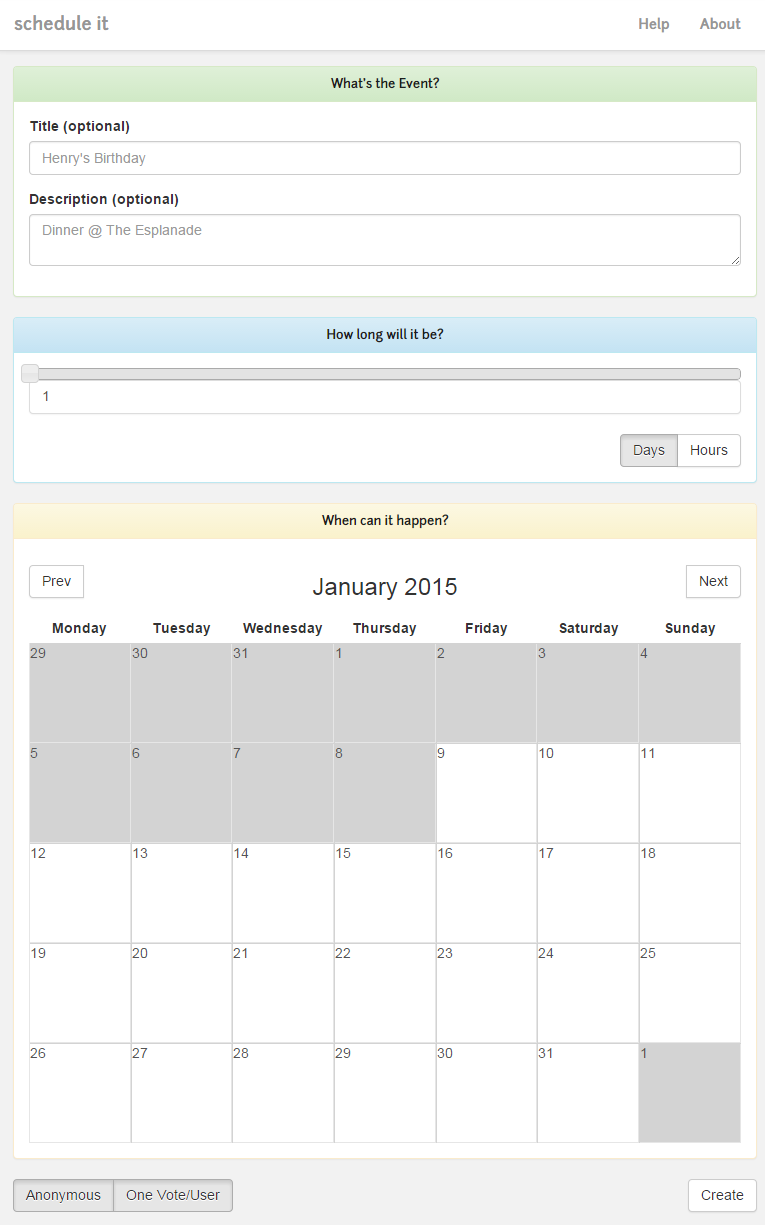 schedule it Help About
What's the Event?
Title (optional)
Henry's Birthday
Description (optional)
Dinner @ The Esplanade
How long will it be?
1
Days Hours
When can it happen?
Prev January 2015 Next
Monday Tuesday Wednesday Thursday Friday Saturday Sunday
29 30 31 1 2 3 4
5 6 7 8 9 10 11
12 13 14 15 16 17 18
19 20 21 22 23 24 25
26 27 28 29 30 31 1
Anonymous One Vote/User Create